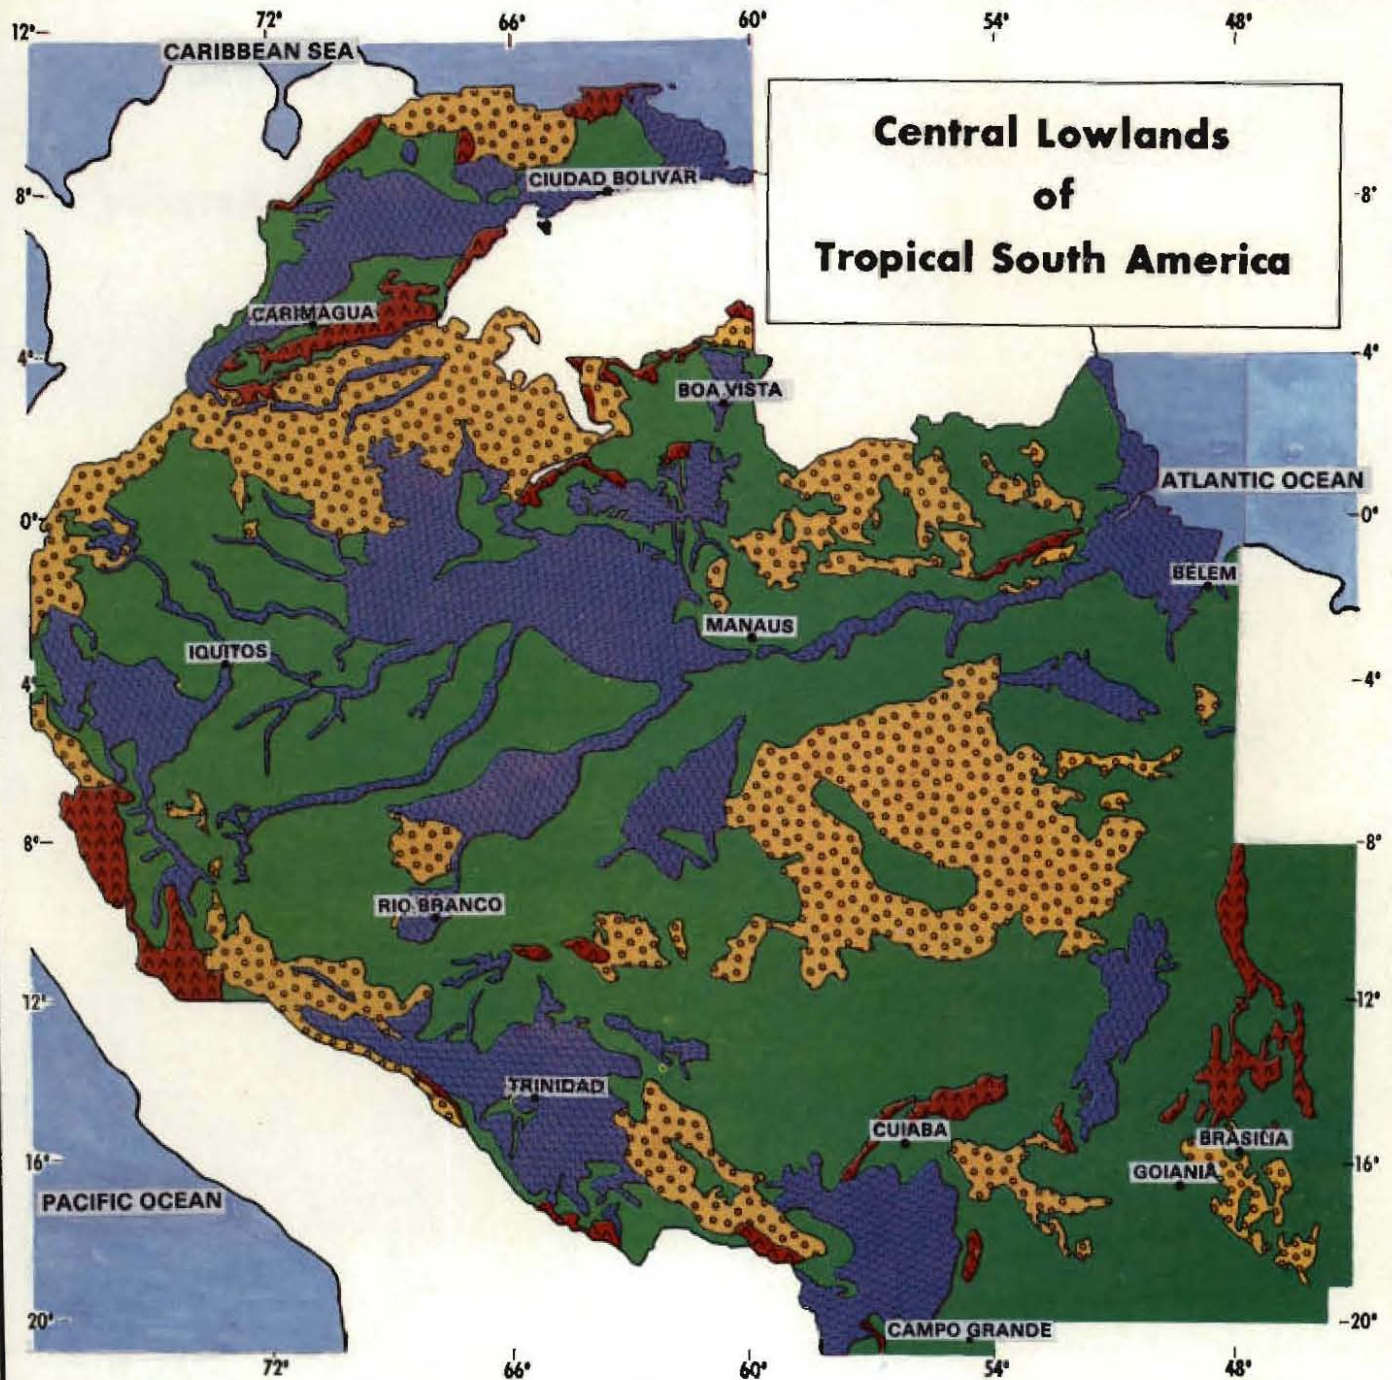 72° 66° 60° 54° 48°
12°
CARIBBEAN SEA
Central Lowlands
of
Tropical South America
CIUDAD BOLIVAR
8° 8°
CARIMAGUA
4° 4°
BOA VISTA
ATLANTIC OCEAN
0° 0°
BELEM
MANAUS
IQUITOS
4° 4°
8° 8°
RIO BRANCO
12° 12°
TRINIDAD
CUIABA
BRASILIA
16° 16°
GOIANIA
PACIFIC OCEAN
20° 20°
CAMPO GRANDE
72° 66° 60° 54° 48°